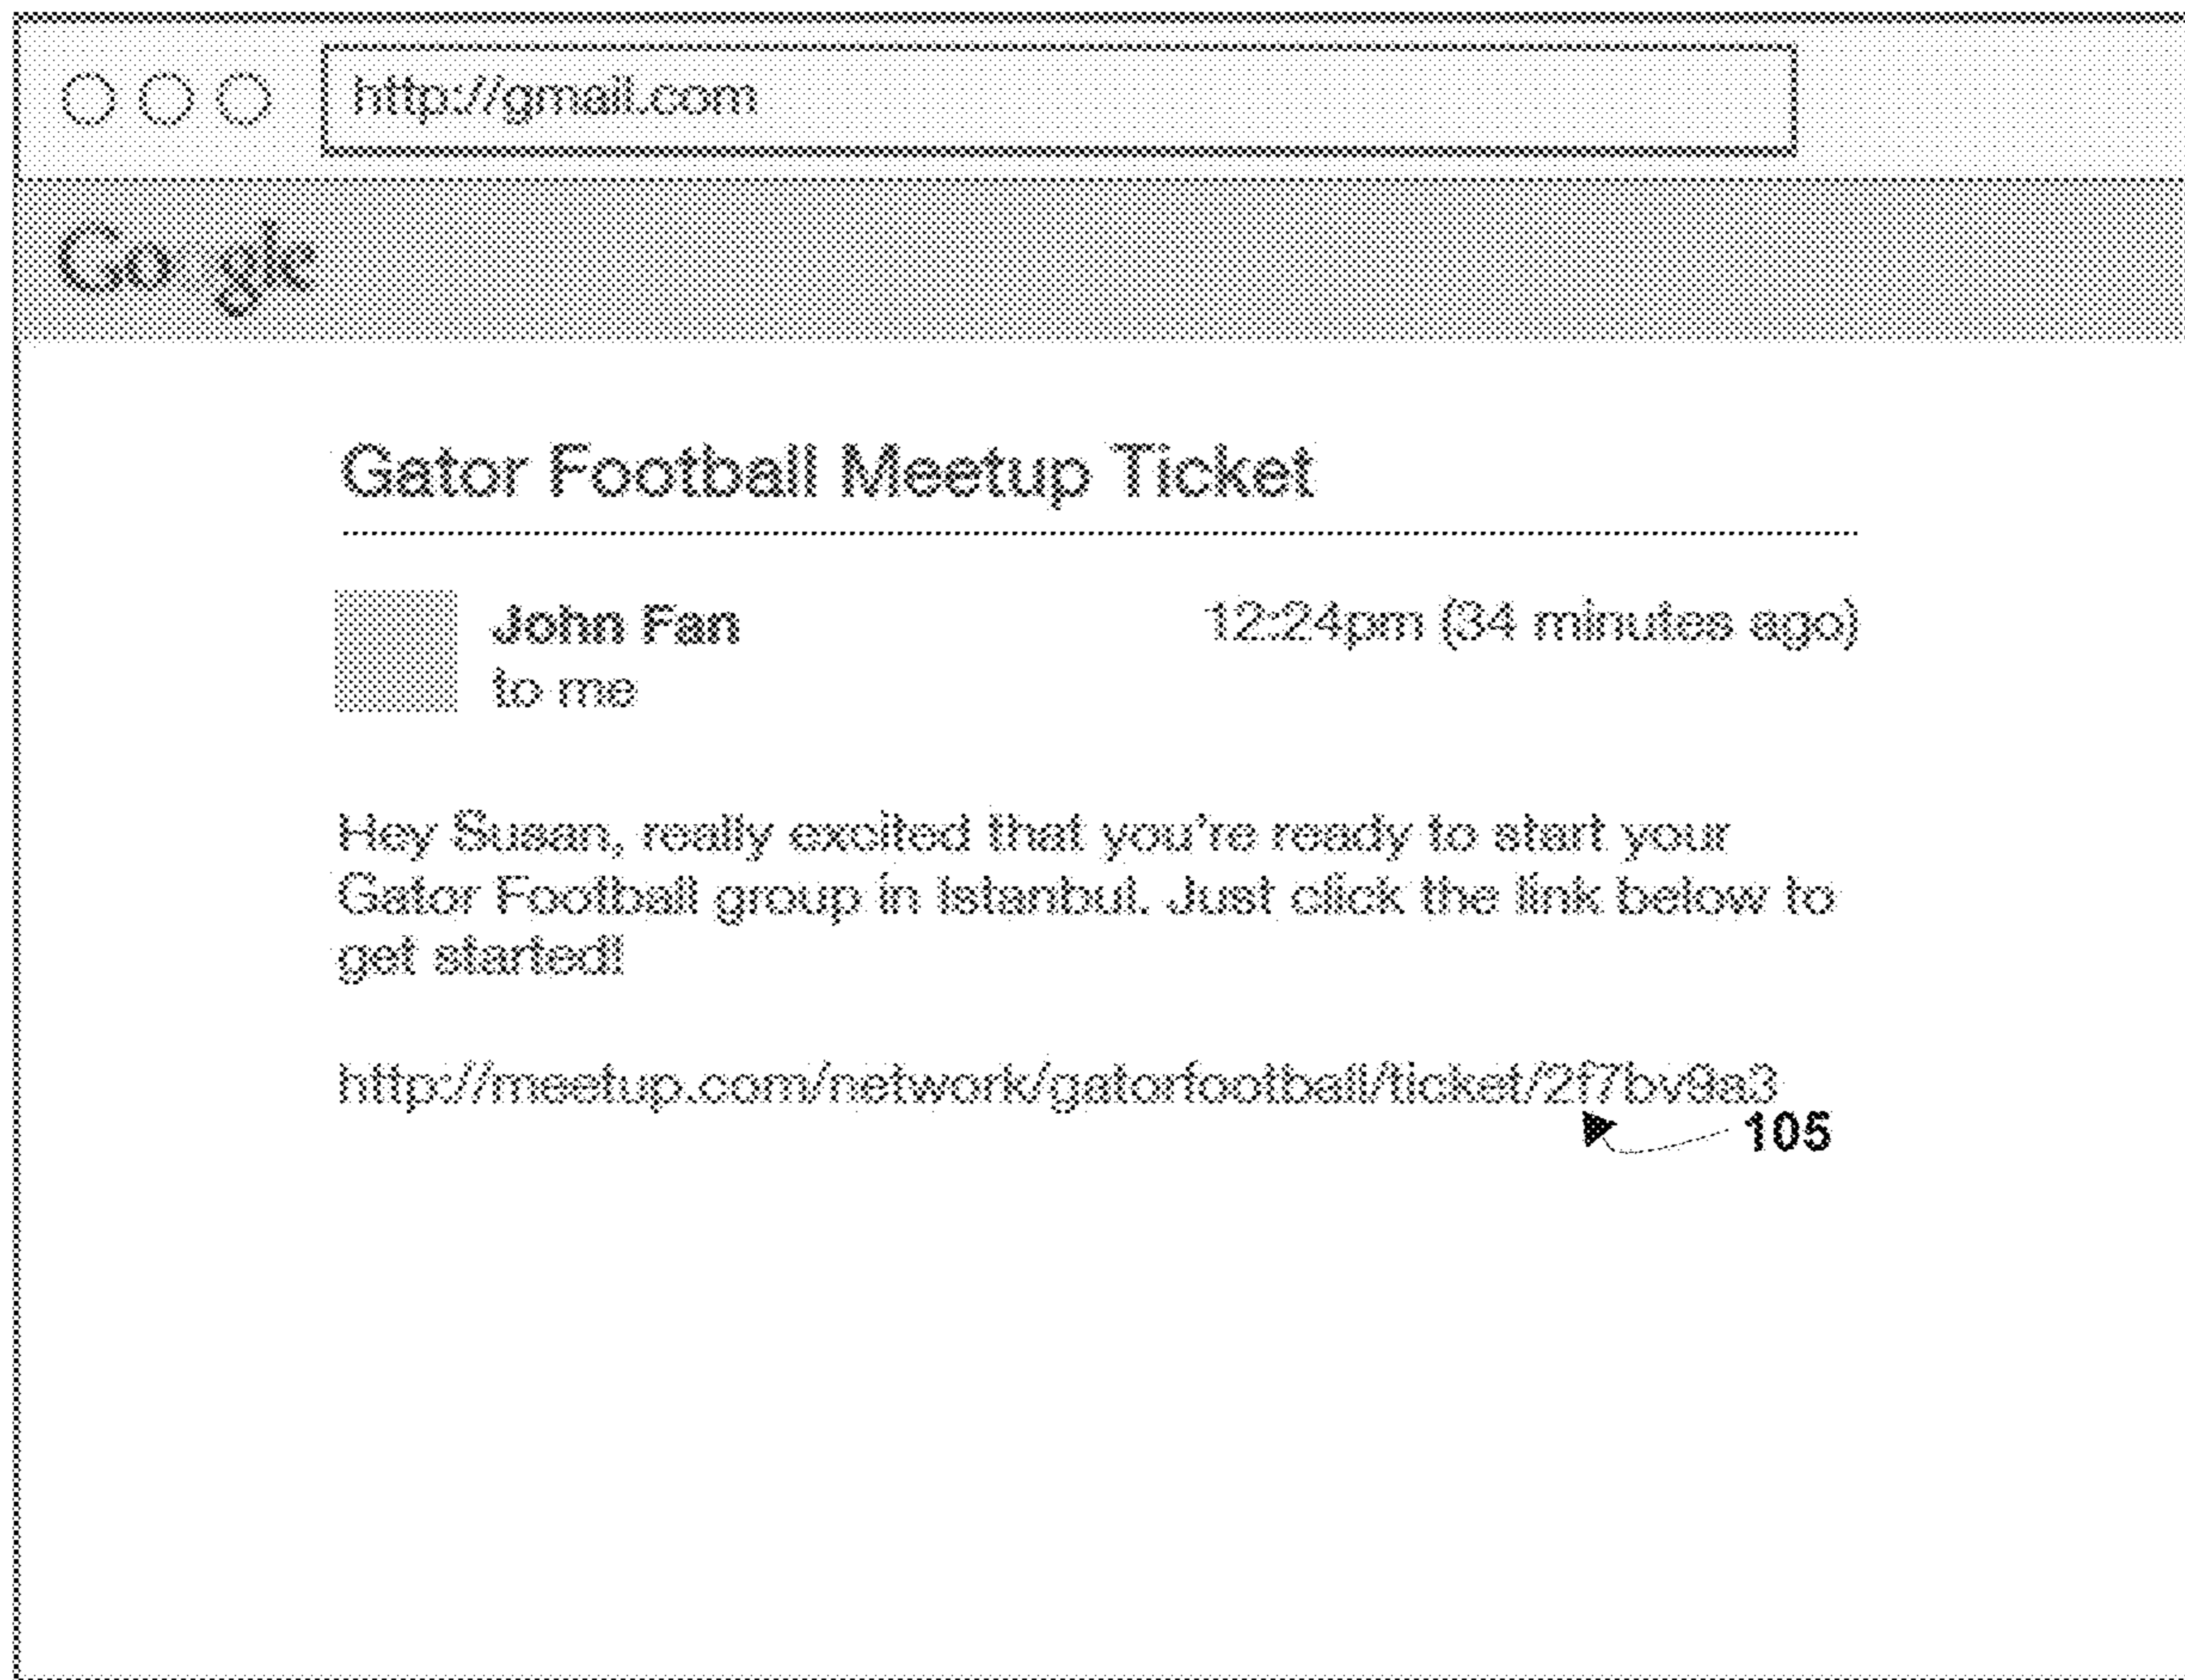 http://gmail.com
Google
Gator Football Meetup Ticket
John Fan
12:24pm (34 minutes ago)
to me
Hey Susan, really excited that you're ready to start your
Gator Football group in Istanbul. Just click the link below to
get started!
http://meetup.com/network/gatorfootball/ticket/2f7bv9a3
105